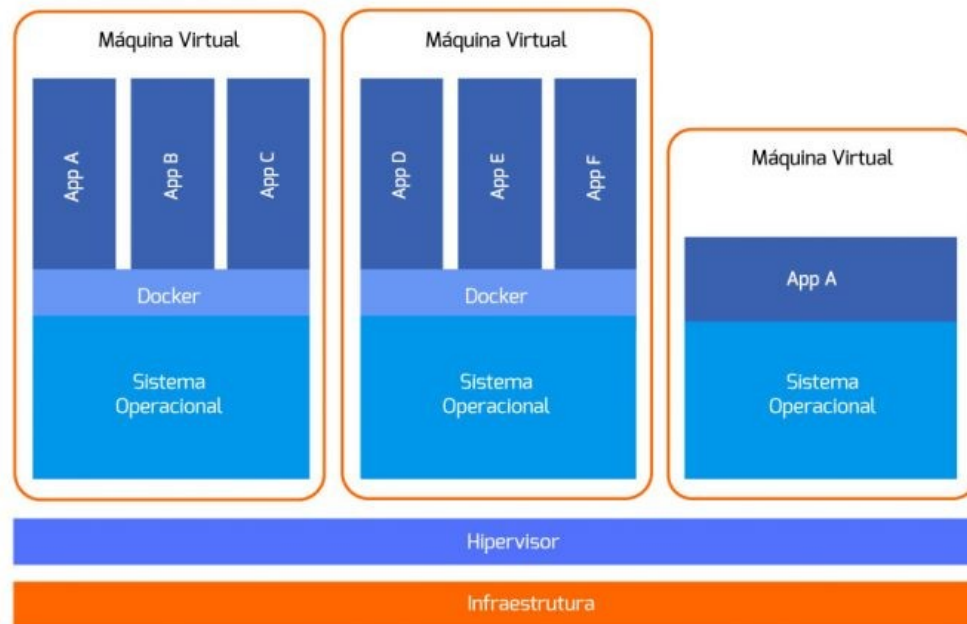 Máquina Virtual
App A
App B
App C
Docker
Sistema
Operacional
Máquina Virtual
App D
App E
App F
Docker
Sistema
Operacional
Máquina Virtual
App A
Sistema
Operacional
Hipervisor
Infraestrutura